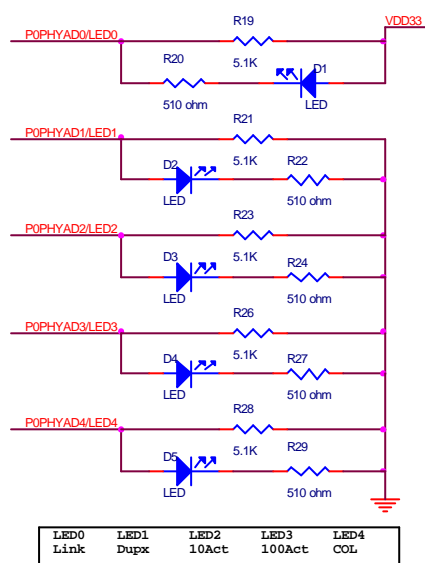 R19
VDD33
P0PHYAD0/LED0
5.1K
R20
D1
510 ohm
LED
P0PHYAD1/LED1
R21
5.1K
D2
R22
LED
510 ohm
P0PHYAD2/LED2
R23
5.1K
D3
R24
LED
510 ohm
P0PHYAD3/LED3
R26
5.1K
D4
R27
LED
510 ohm
P0PHYAD4/LED4
R28
5.1K
D5
R29
LED
510 ohm
LED0 LED1 LED2 LED3 LED4
Link Dupx 10Act 100Act COL